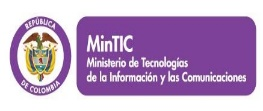 REPÚBLICA
DE COLOMBIA
MinTIC
Ministerio de Tecnologías
de la Información y las Comunicaciones